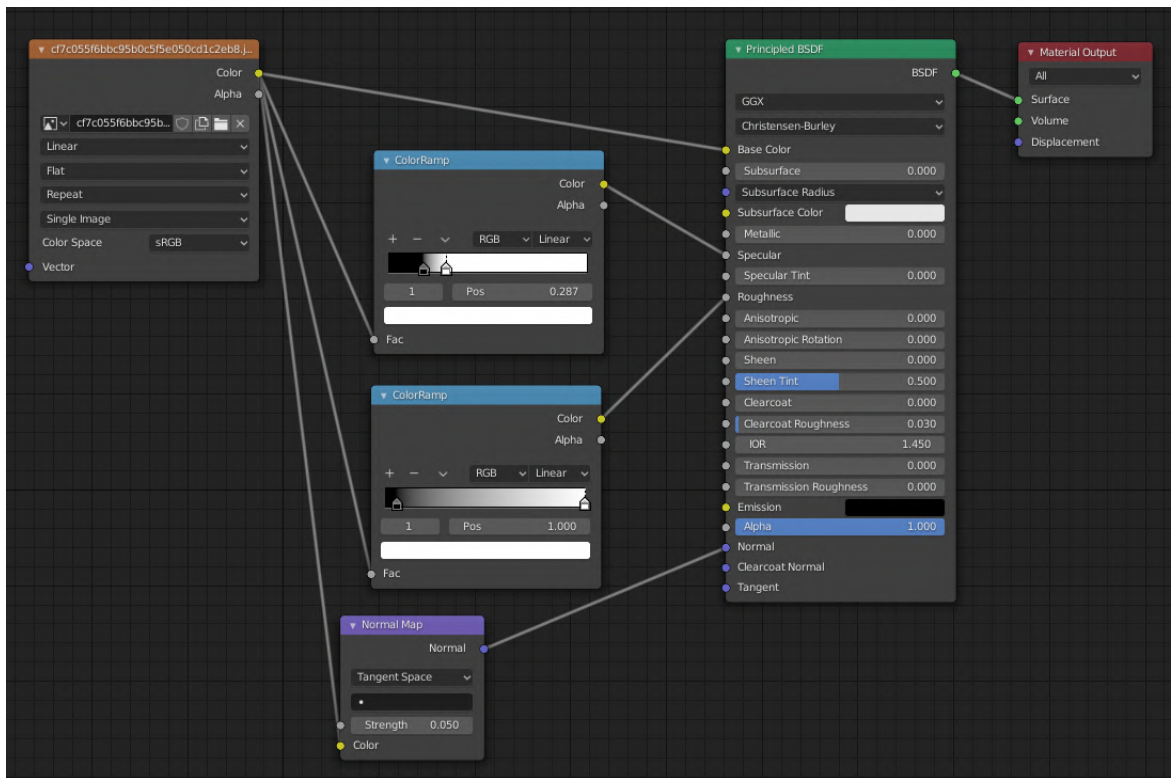 cf7c055f6bbc95b0c5f5e050cd1c2eb8.j...
Color
Alpha
cf7c055f6bbc95b...
Linear
Flat
Repeat
Single Image
Color Space sRGB
Vector
ColorRamp
Color
Alpha
RGB Linear
1 Pos 0.287
Fac
ColorRamp
Color
Alpha
RGB Linear
1 Pos 1.000
Fac
Normal Map
Normal
Tangent Space
Strength 0.050
Color
Principled BSDF
BSDF
GGX
Christensen-Burley
Base Color
Subsurface 0.000
Subsurface Radius
Subsurface Color
Metallic 0.000
Specular
Specular Tint 0.000
Roughness
Anisotropic 0.000
Anisotropic Rotation 0.000
Sheen 0.000
Sheen Tint 0.500
Clearcoat 0.000
Clearcoat Roughness 0.030
IOR 1.450
Transmission 0.000
Transmission Roughness 0.000
Emission
Alpha 1.000
Normal
Clearcoat Normal
Tangent
Material Output
All
Surface
Volume
Displacement